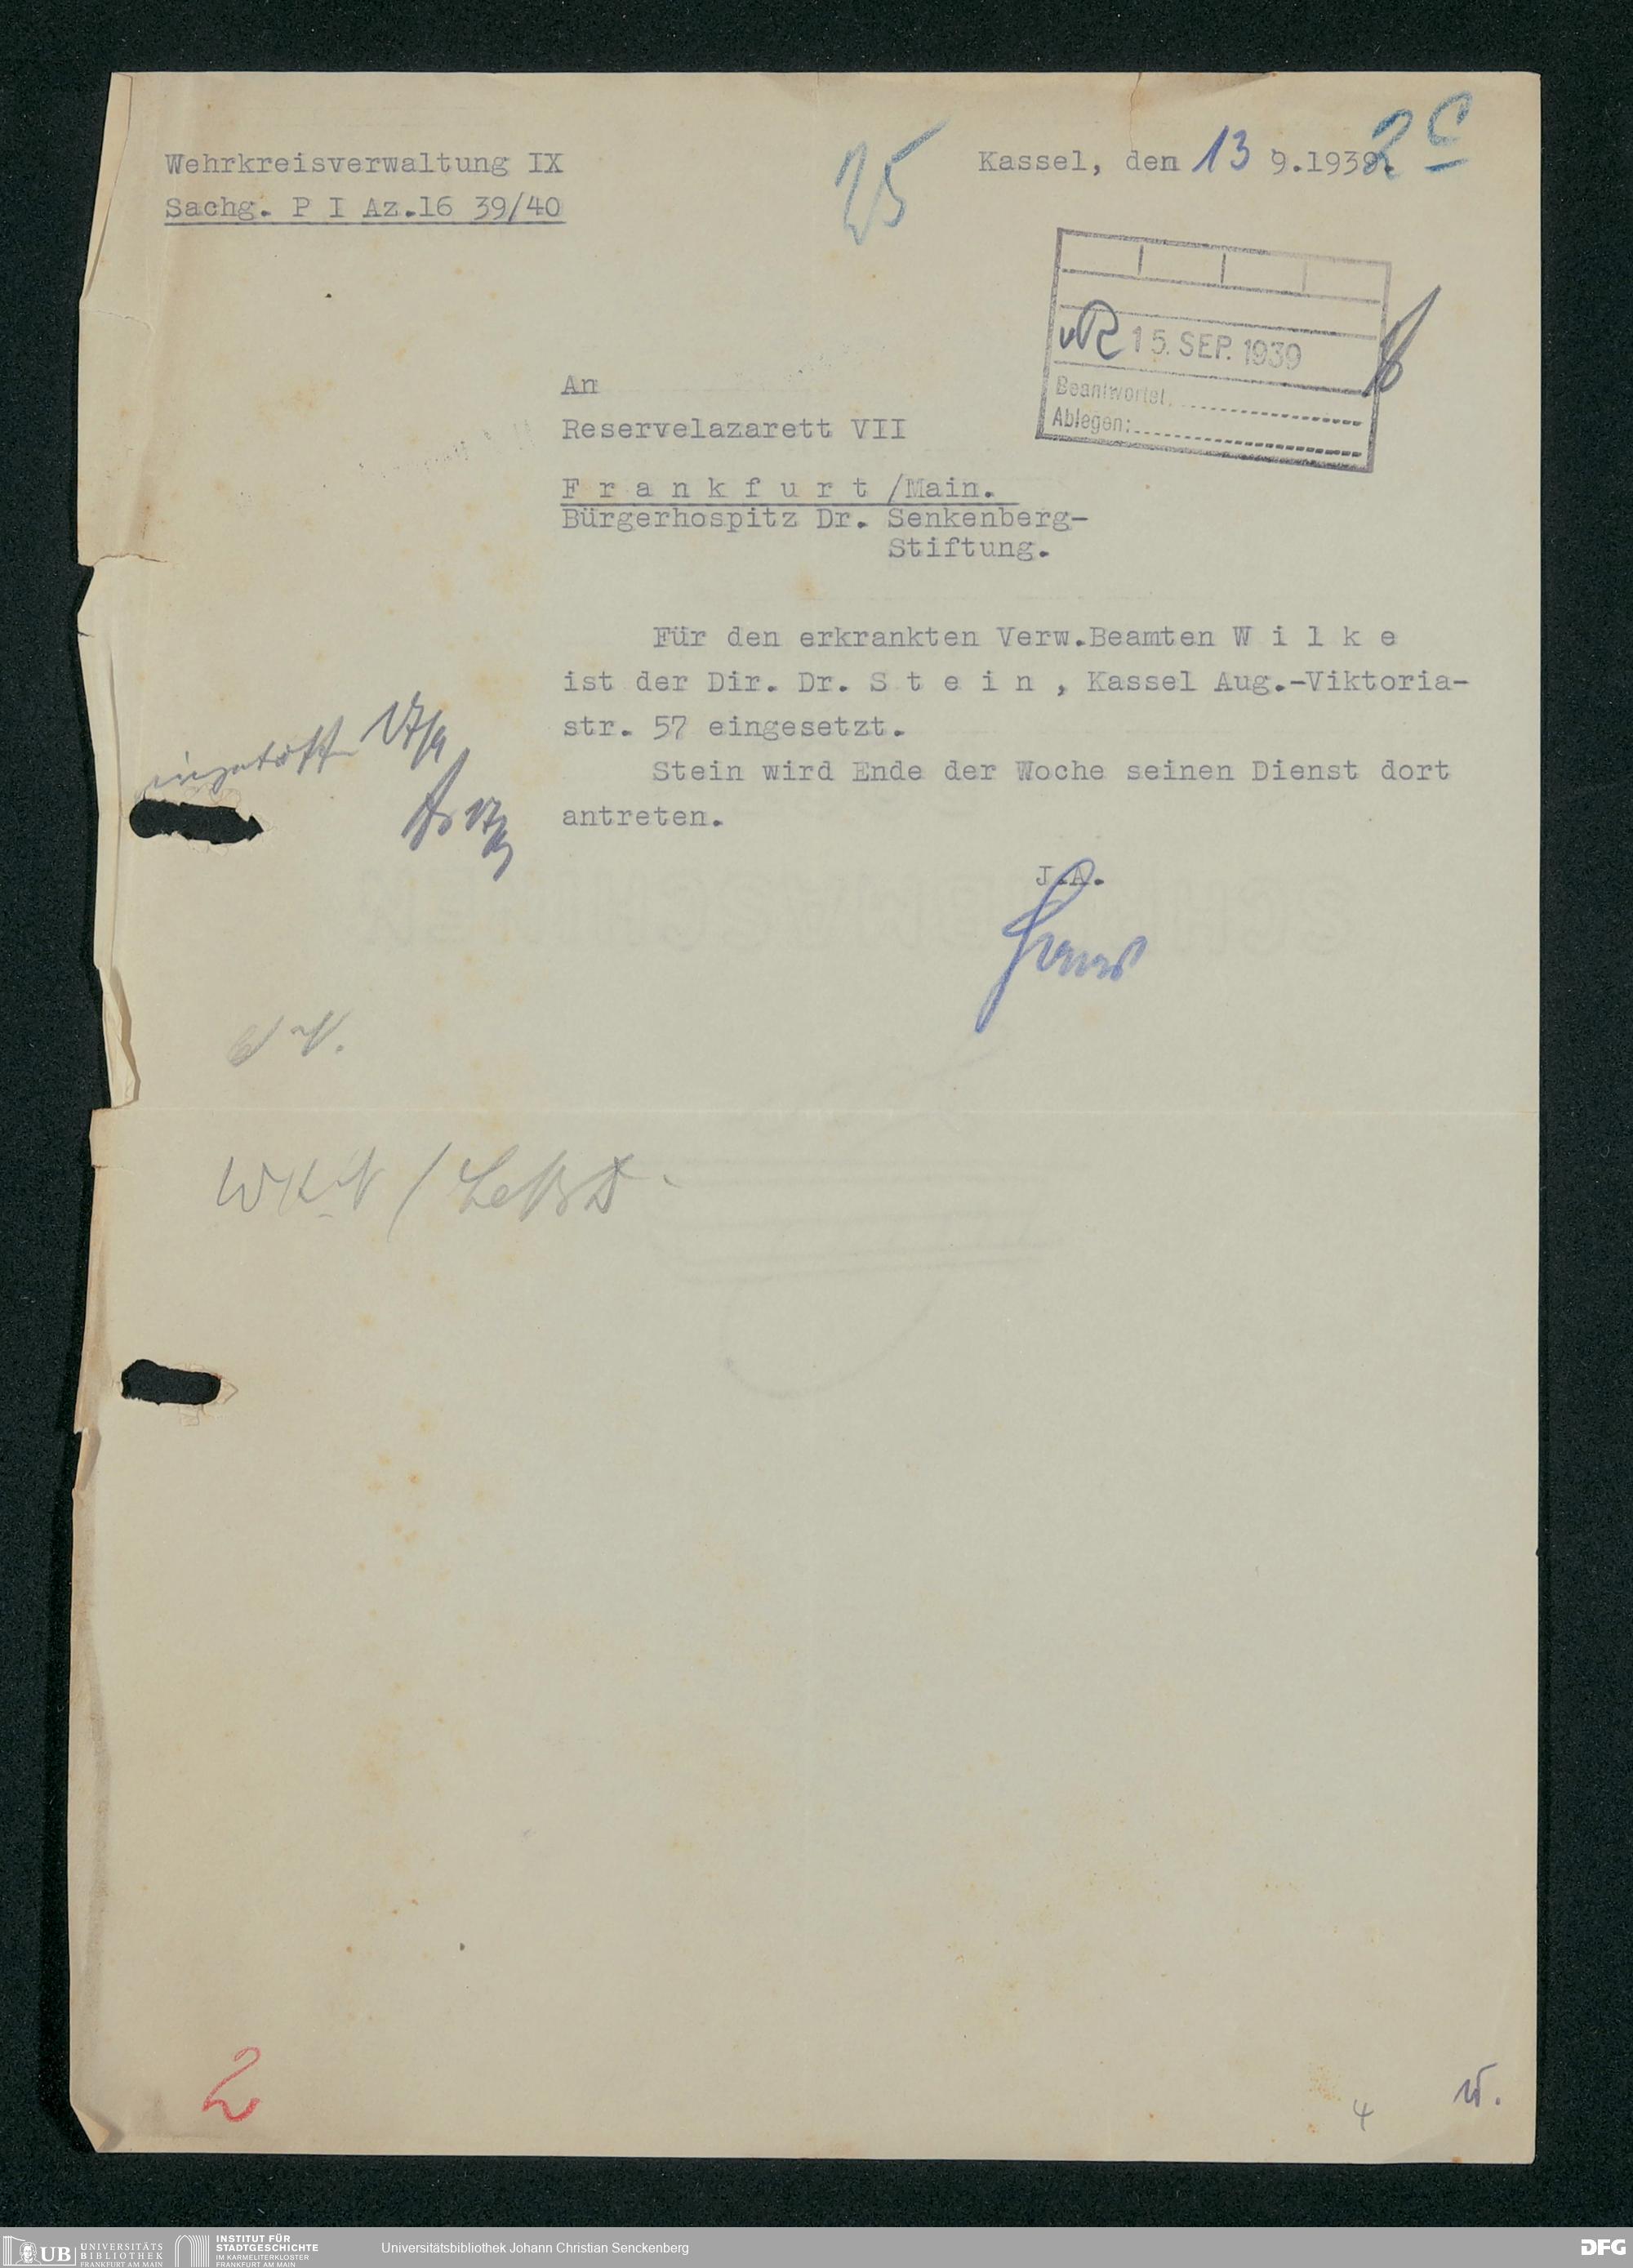 25
2 C
Wehrkreisverwaltung IX
Kassel, den 13 9.1939.
Sachg. P I Az.16 39/40
15. SEP. 1939
Beantwortet:
Ablegen:
An
Reservelazarett VII
F r a n k f u r t /Main.
Bürgerhospitz Dr. Senkenberg-
Stiftung.
Für den erkrankten Verw.Beamten W i l k e
ist der Dir. Dr. S t e i n , Kassel Aug.-Viktoria-
str. 57 eingesetzt.
17/9
Stein wird Ende der Woche seinen Dienst dort
antreten.
J.A.
2
4
UB UNIVERSITÄTS
BIBLIOTHEK
FRANKFURT AM MAIN
INSTITUT FÜR
STADTGESCHICHTE
IM KARMELITERKLOSTER
FRANKFURT AM MAIN
Universitätsbibliothek Johann Christian Senckenberg
DFG